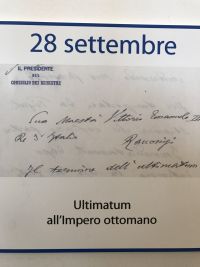 28 settembre
IL PRESIDENTE
DEL
CONSIGLIO DEI MINISTRI
Sua Maestà Vittorio Emanuele III
Re d'Italia Racconigi
Il termine dell'ultimatum
Ultimatum
all'Impero ottomano